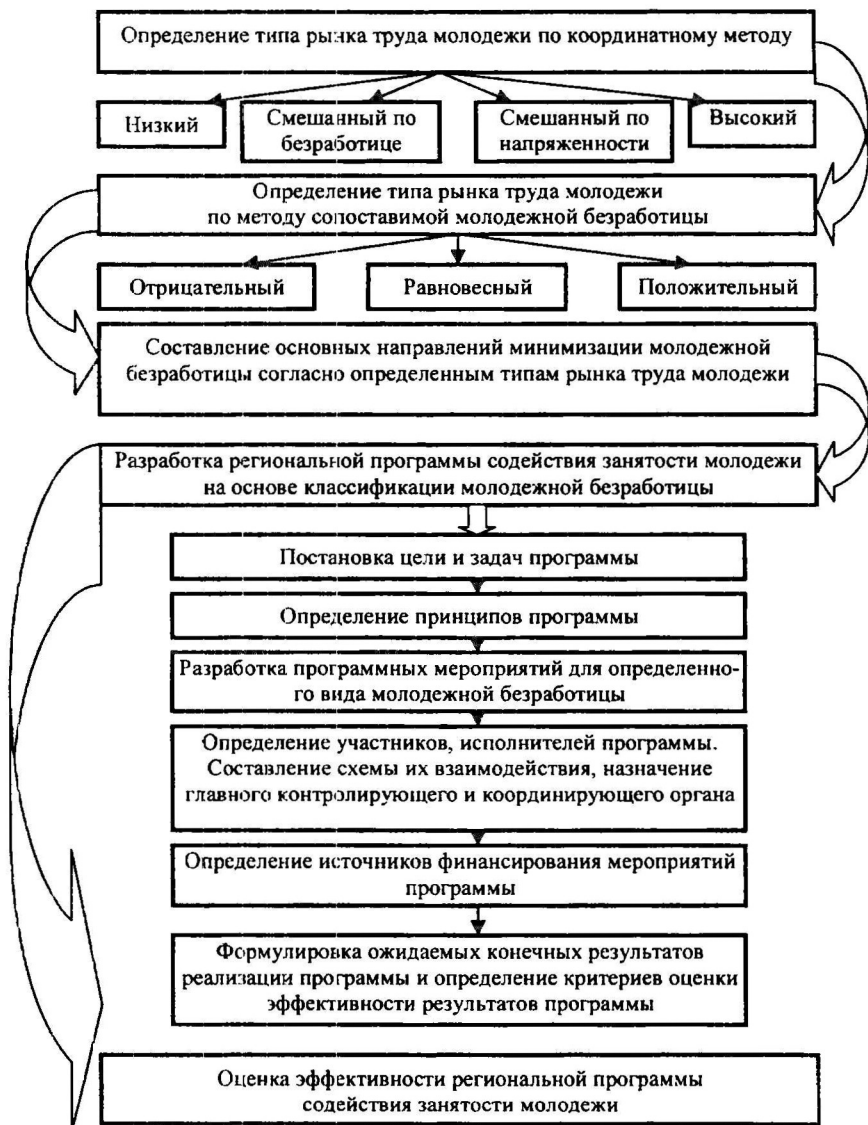 Определение типа рынка труда молодежи по координатному методу
Низкий
Смешанный по
безработице
Смешанный по
напряженности
Высокий
Определение типа рынка труда молодежи
по методу сопоставимой молодежной безработицы
Отрицательный
Равновесный
Положительный
Составление основных направлений минимизации молодежной
безработицы согласно определенным типам рынка труда молодежи
Разработка региональной программы содействия занятости молодежи
на основе классификации молодежной безработицы
Постановка цели и задач программы
Определение принципов программы
Разработка программных мероприятий для определенно-
го вида молодежной безработицы
Определение участников, исполнителей программы.
Составление схемы их взаимодействия, назначение
главного контролирующего и координирующего органа
Определение источников финансирования мероприятий
программы
Формулировка ожидаемых конечных результатов
реализации программы и определение критериев оценки
эффективности результатов программы
Оценка эффективности региональной программы
содействия занятости молодежи